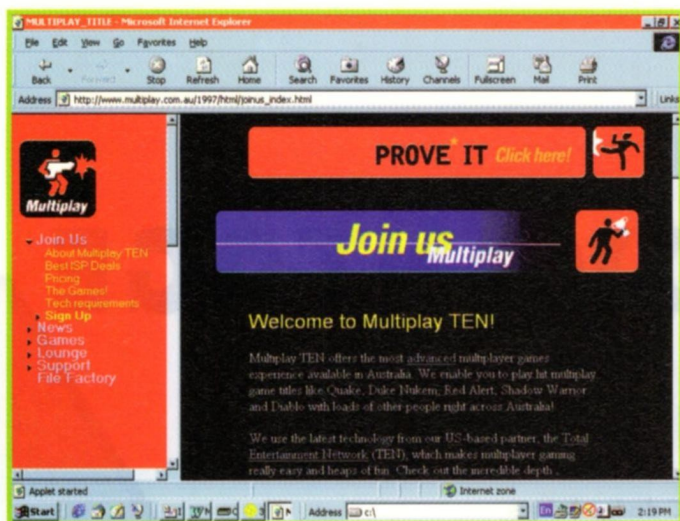 MULTIPLAY_TITLE - Microsoft Internet Explorer
File Edit View Go Favorites Help
Back Forward Stop Refresh Home Search Favorites History Channels Fullscreen Mail Print
Address http://www.multiplay.com.au/1997/html/joinus_index.html Links
Multiplay
Join Us
About Multiplay TEN
Best ISP Deals
Pricing
The Games!
Tech requirements
Sign Up
News
Games
Lounge
Support
File Factory
PROVE IT Click here!
Join us
Multiplay
Welcome to Multiplay TEN!
Multiplay TEN offers the most advanced multiplayer games
experience available in Australia. We enable you to play hit multiplay
game titles like Quake, Duke Nukem, Red Alert, Shadow Warrior
and Diablo with loads of other people right across Australia!
We use the latest technology from our US-based partner, the Total
Entertainment Network (TEN), which makes multiplayer gaming
really easy and heaps of fun. Check out the incredible depth
Applet started Internet zone
Start Address c:\ En 2:19 PM